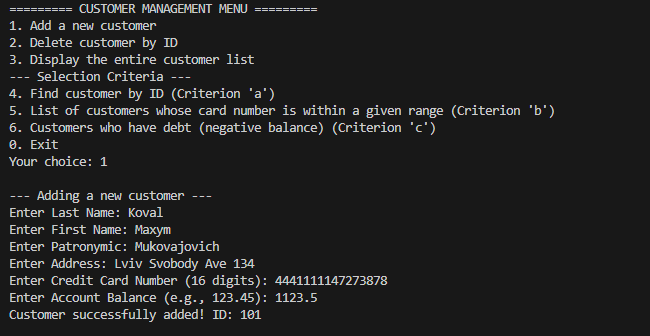 ========= CUSTOMER MANAGEMENT MENU =========
1. Add a new customer
2. Delete customer by ID
3. Display the entire customer list
--- Selection Criteria ---
4. Find customer by ID (Criterion 'a')
5. List of customers whose card number is within a given range (Criterion 'b')
6. Customers who have debt (negative balance) (Criterion 'c')
0. Exit
Your choice: 1

--- Adding a new customer ---
Enter Last Name: Koval
Enter First Name: Maxym
Enter Patronymic: Mukovajovich
Enter Address: Lviv Svobody Ave 134
Enter Credit Card Number (16 digits): 4441111147273878
Enter Account Balance (e.g., 123.45): 1123.5
Customer successfully added! ID: 101